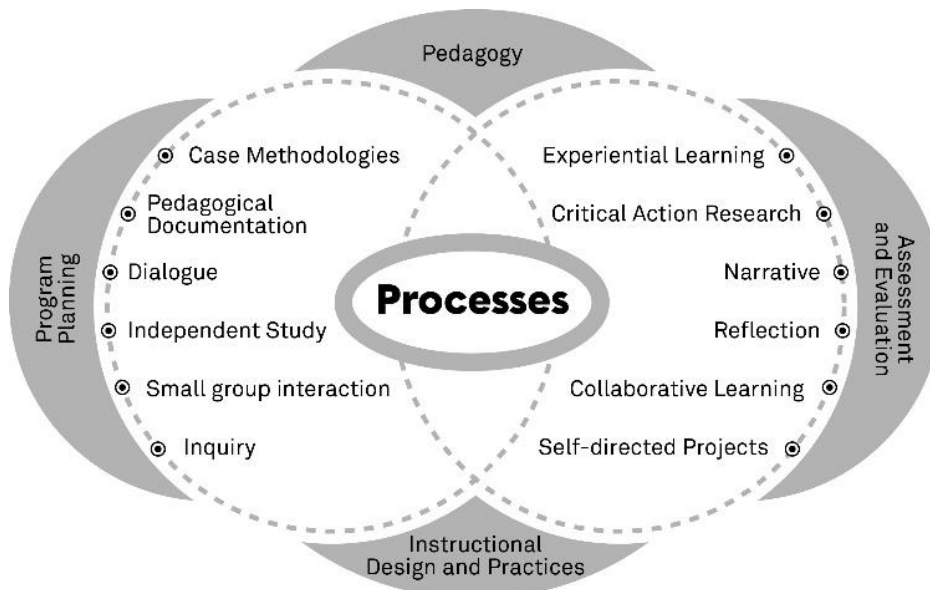 Pedagogy
Program
Planning
Case Methodologies
Pedagogical
Documentation
Dialogue
Independent Study
Small group interaction
Inquiry
Processes
Experiential Learning
Critical Action Research
Narrative
Reflection
Collaborative Learning
Self-directed Projects
Assessment
and Evaluation
Instructional
Design and Practices